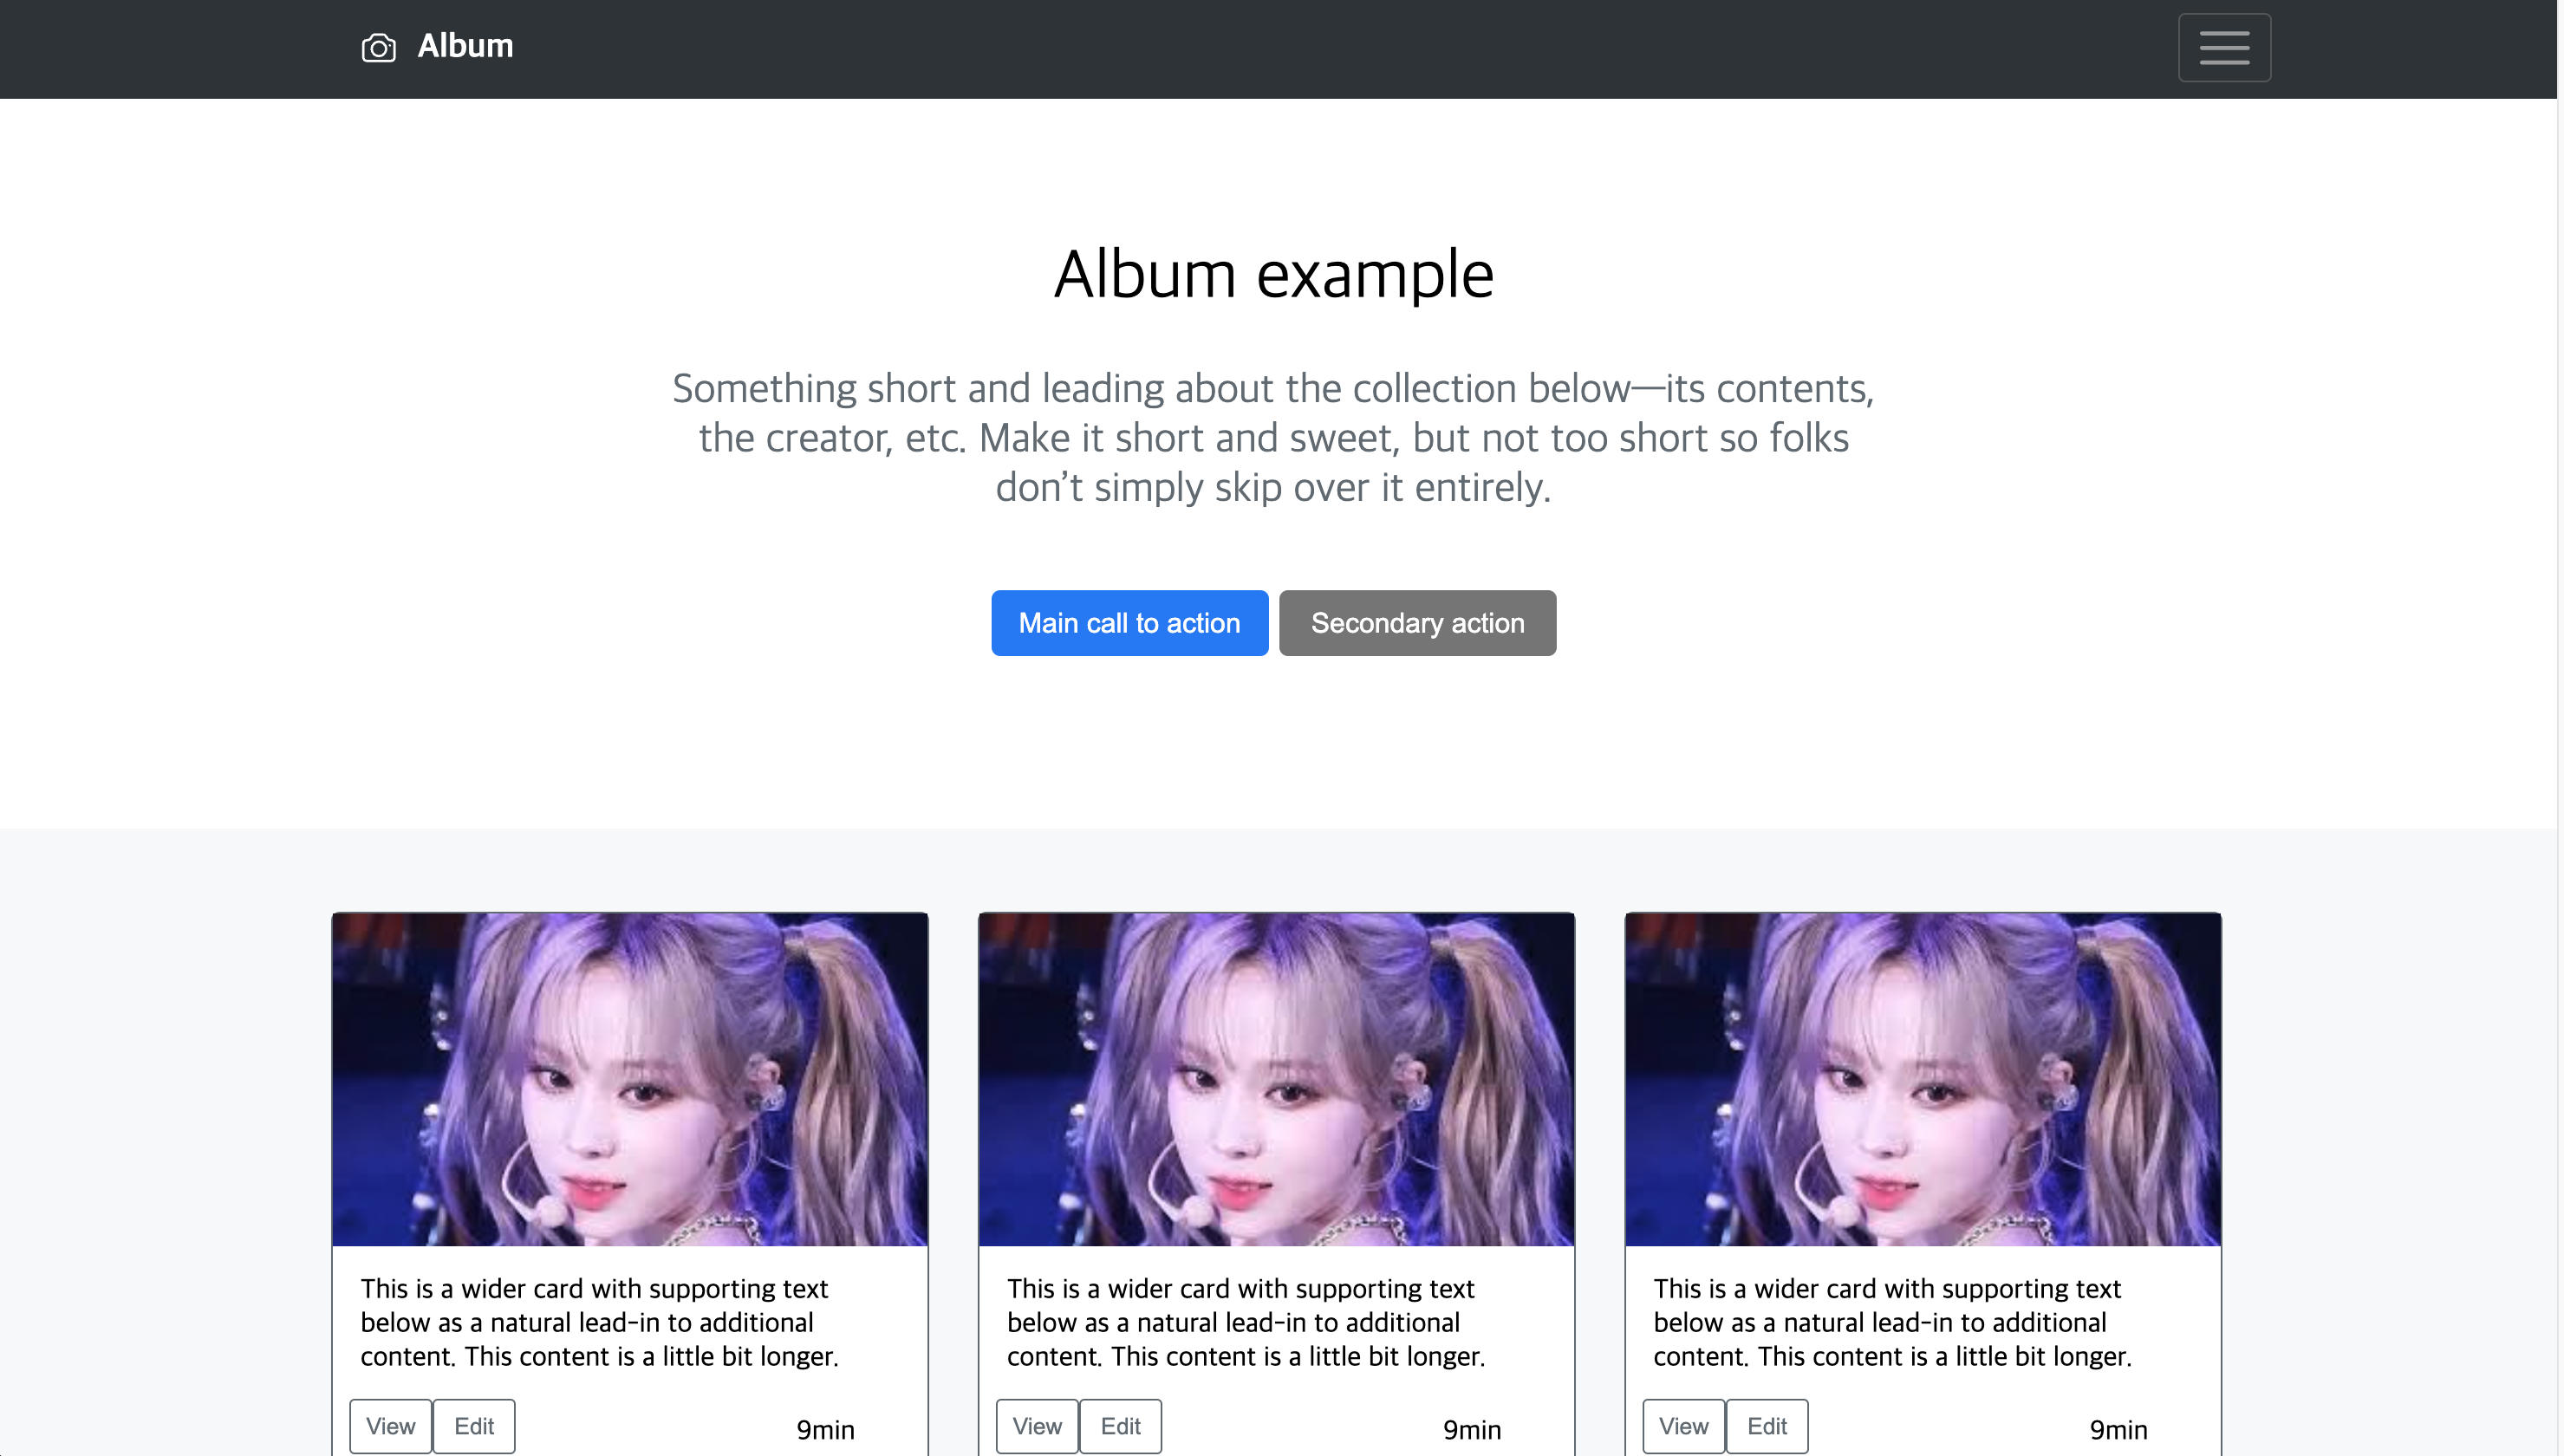 Album
Album example
Something short and leading about the collection below—its contents,
the creator, etc. Make it short and sweet, but not too short so folks
don’t simply skip over it entirely.
Main call to action
Secondary action
This is a wider card with supporting text
below as a natural lead-in to additional
content. This content is a little bit longer.
View
Edit
9min
This is a wider card with supporting text
below as a natural lead-in to additional
content. This content is a little bit longer.
View
Edit
9min
This is a wider card with supporting text
below as a natural lead-in to additional
content. This content is a little bit longer.
View
Edit
9min